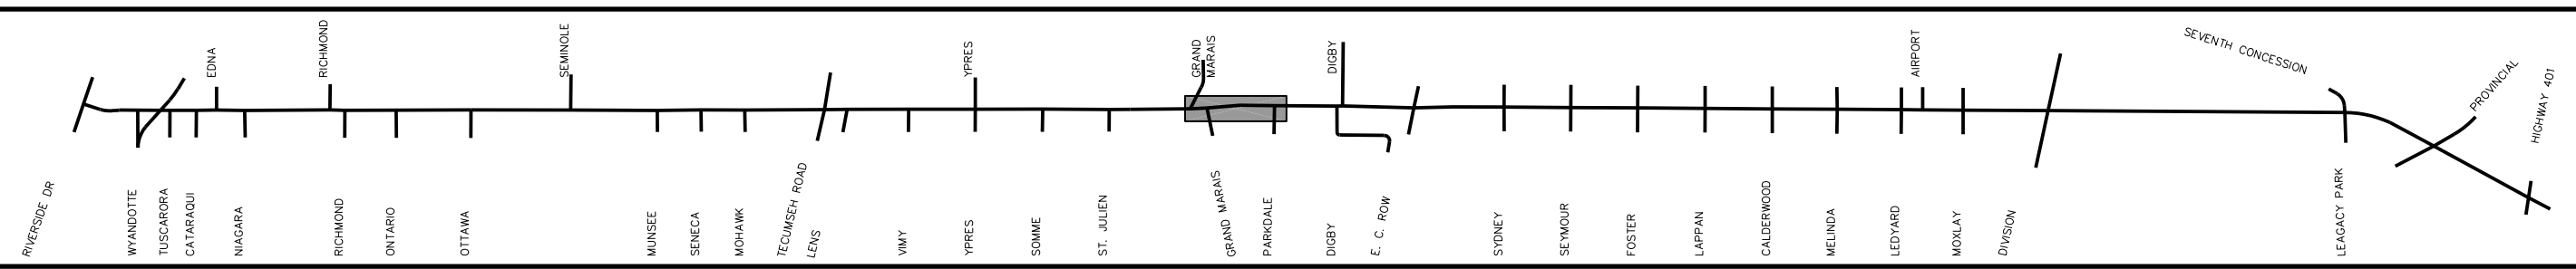 EDNA
RICHMOND
SEMINOLE
YPRES
GRAND
MARAIS
DIGBY
AIRPORT
SEVENTH CONCESSION
PROVINCIAL
HIGHWAY 401
RIVERSIDE DR
WYANDOTTE
TUSCARORA
CATARAQUI
NIAGARA
RICHMOND
ONTARIO
OTTAWA
MUNSEE
SENECA
MOHAWK
TECUMSEH ROAD
LENS
VIMY
YPRES
SOMME
ST. JULIEN
GRAND MARAIS
PARKDALE
DIGBY
E. C. ROW
SYDNEY
SEYMOUR
FOSTER
LAPPAN
CALDERWOOD
MELINDA
LEDYARD
MOXLAY
DIVISION
LEAGACY PARK